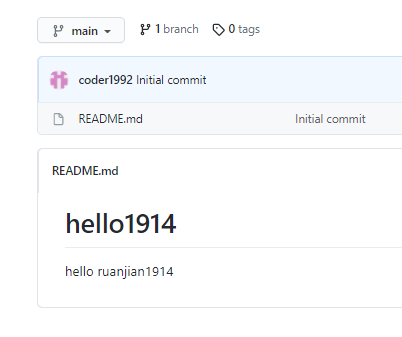 main 1 branch 0 tags
coder1992 Initial commit
README.md Initial commit
README.md
hello1914
hello ruanjian1914